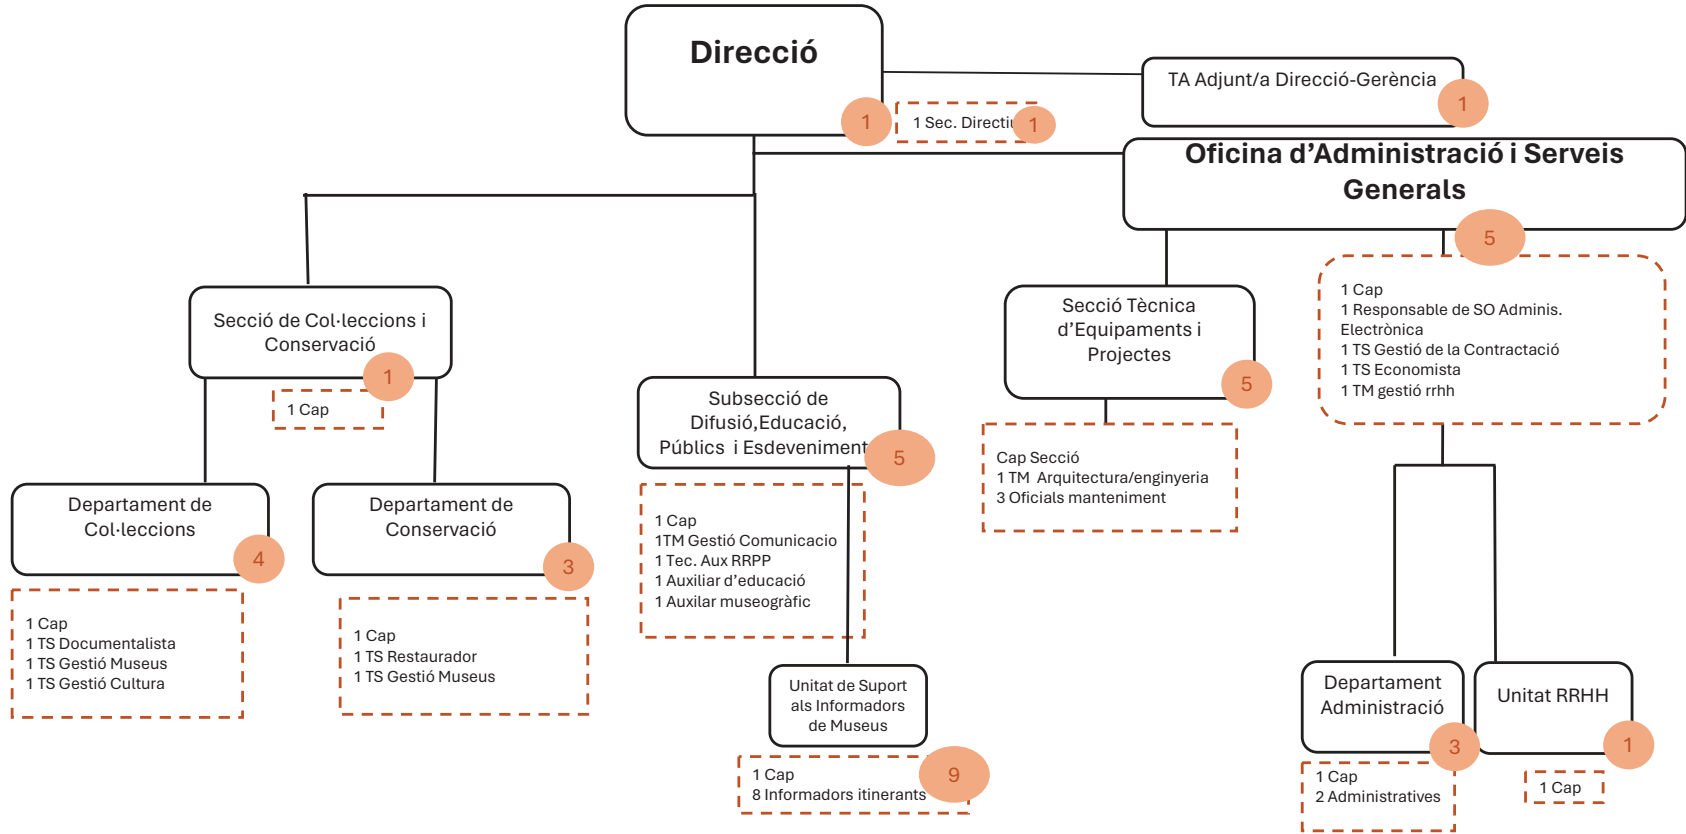 Direcció
1
1 Sec. Directiu
1
TA Adjunt/a Direcció-Gerència
1
Oficina d’Administració i Serveis
Generals
5
1 Cap
1 Responsable de SO Adminis.
Electrònica
1 TS Gestió de la Contractació
1 TS Economista
1 TM gestió rrhh
Secció de Col·leccions i
Conservació
1
1 Cap
Secció Tècnica
d’Equipaments i
Projectes
5
Cap Secció
1 TM Arquitectura/enginyeria
3 Oficials manteniment
Subsecció de
Difusió,Educació,
Públics i Esdeveniment
5
1 Cap
1TM Gestió Comunicacio
1 Tec. Aux RRPP
1 Auxiliar d’educació
1 Auxilar museogràfic
Departament de
Col·leccions
4
1 Cap
1 TS Documentalista
1 TS Gestió Museus
1 TS Gestió Cultura
Departament de
Conservació
3
1 Cap
1 TS Restaurador
1 TS Gestió Museus
Unitat de Suport
als Informadors
de Museus
9
1 Cap
8 Informadors itinerants
Departament
Administració
3
1 Cap
2 Administratives
Unitat RRHH
1
1 Cap